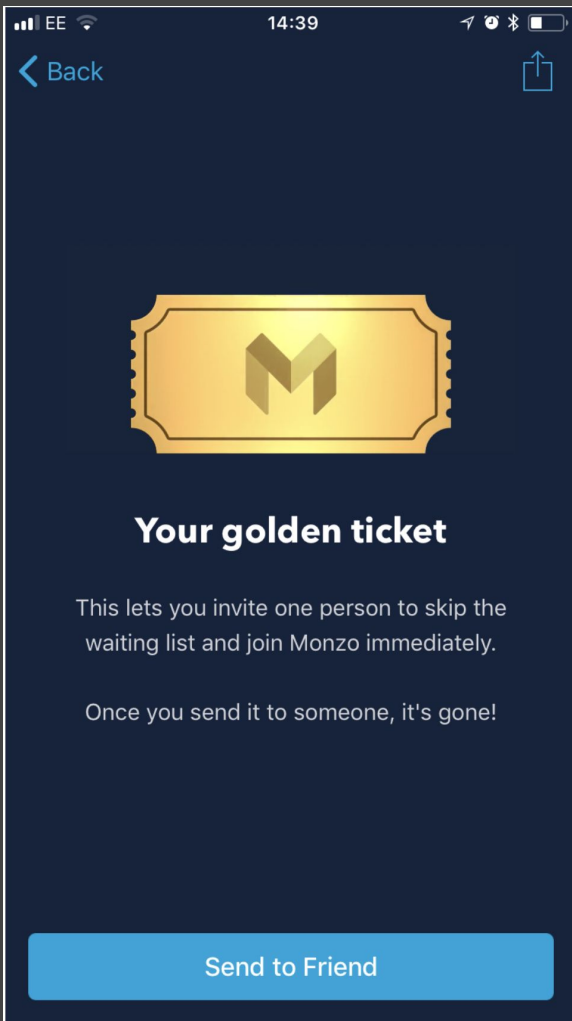 EE 14:39
Back
Your golden ticket
This lets you invite one person to skip the
waiting list and join Monzo immediately.
Once you send it to someone, it's gone!
Send to Friend